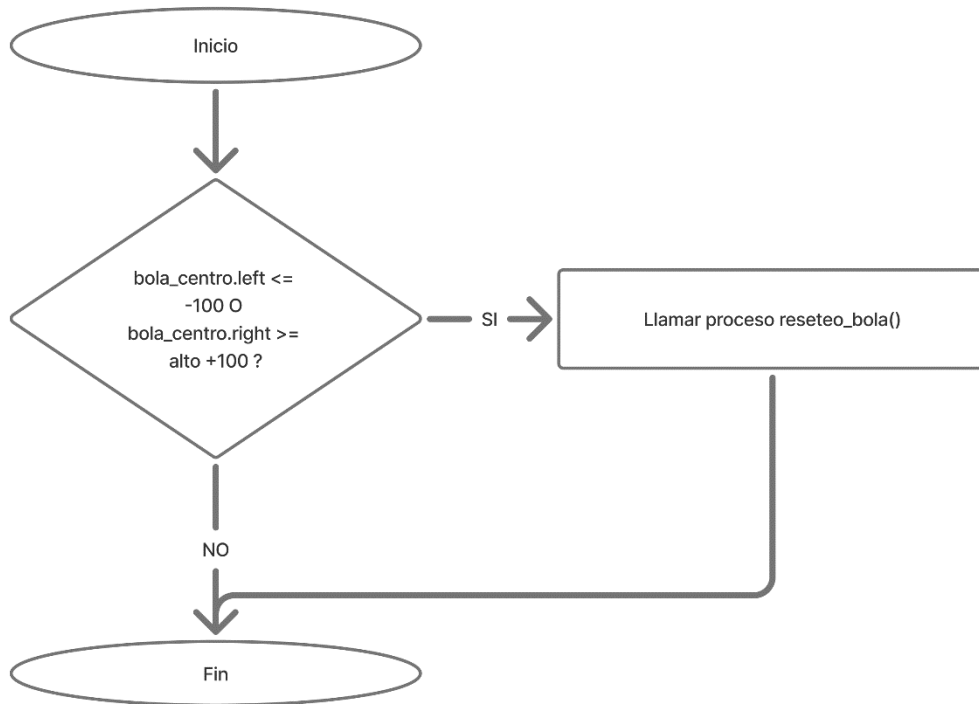 Inicio
bola_centro.left <=
-100 O
bola_centro.right >=
alto +100 ?
SI
Llamar proceso reseteo_bola()
NO
Fin